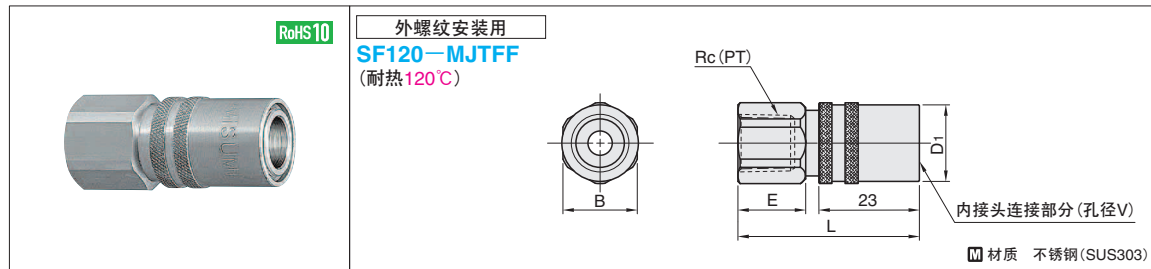 RoHS10
外螺纹安装用
SF120－MJTFF
(耐热120℃)
Rc(PT)
B
E
23
L
D1
内接头连接部分(孔径V)
M 材质 不锈钢(SUS303)